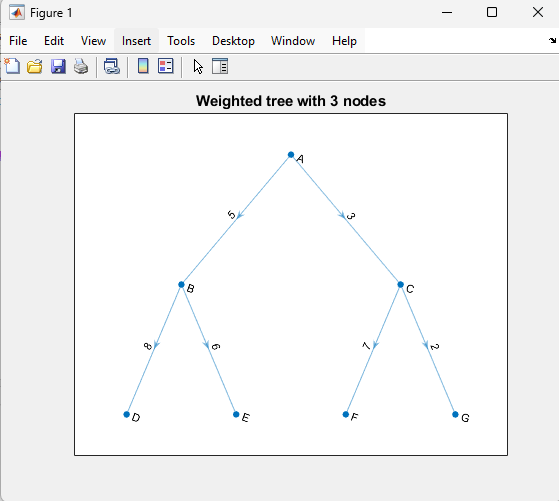 Figure 1
File Edit View Insert Tools Desktop Window Help
Weighted tree with 3 nodes
A
5 3
B C
8 6 7 2
D E F G